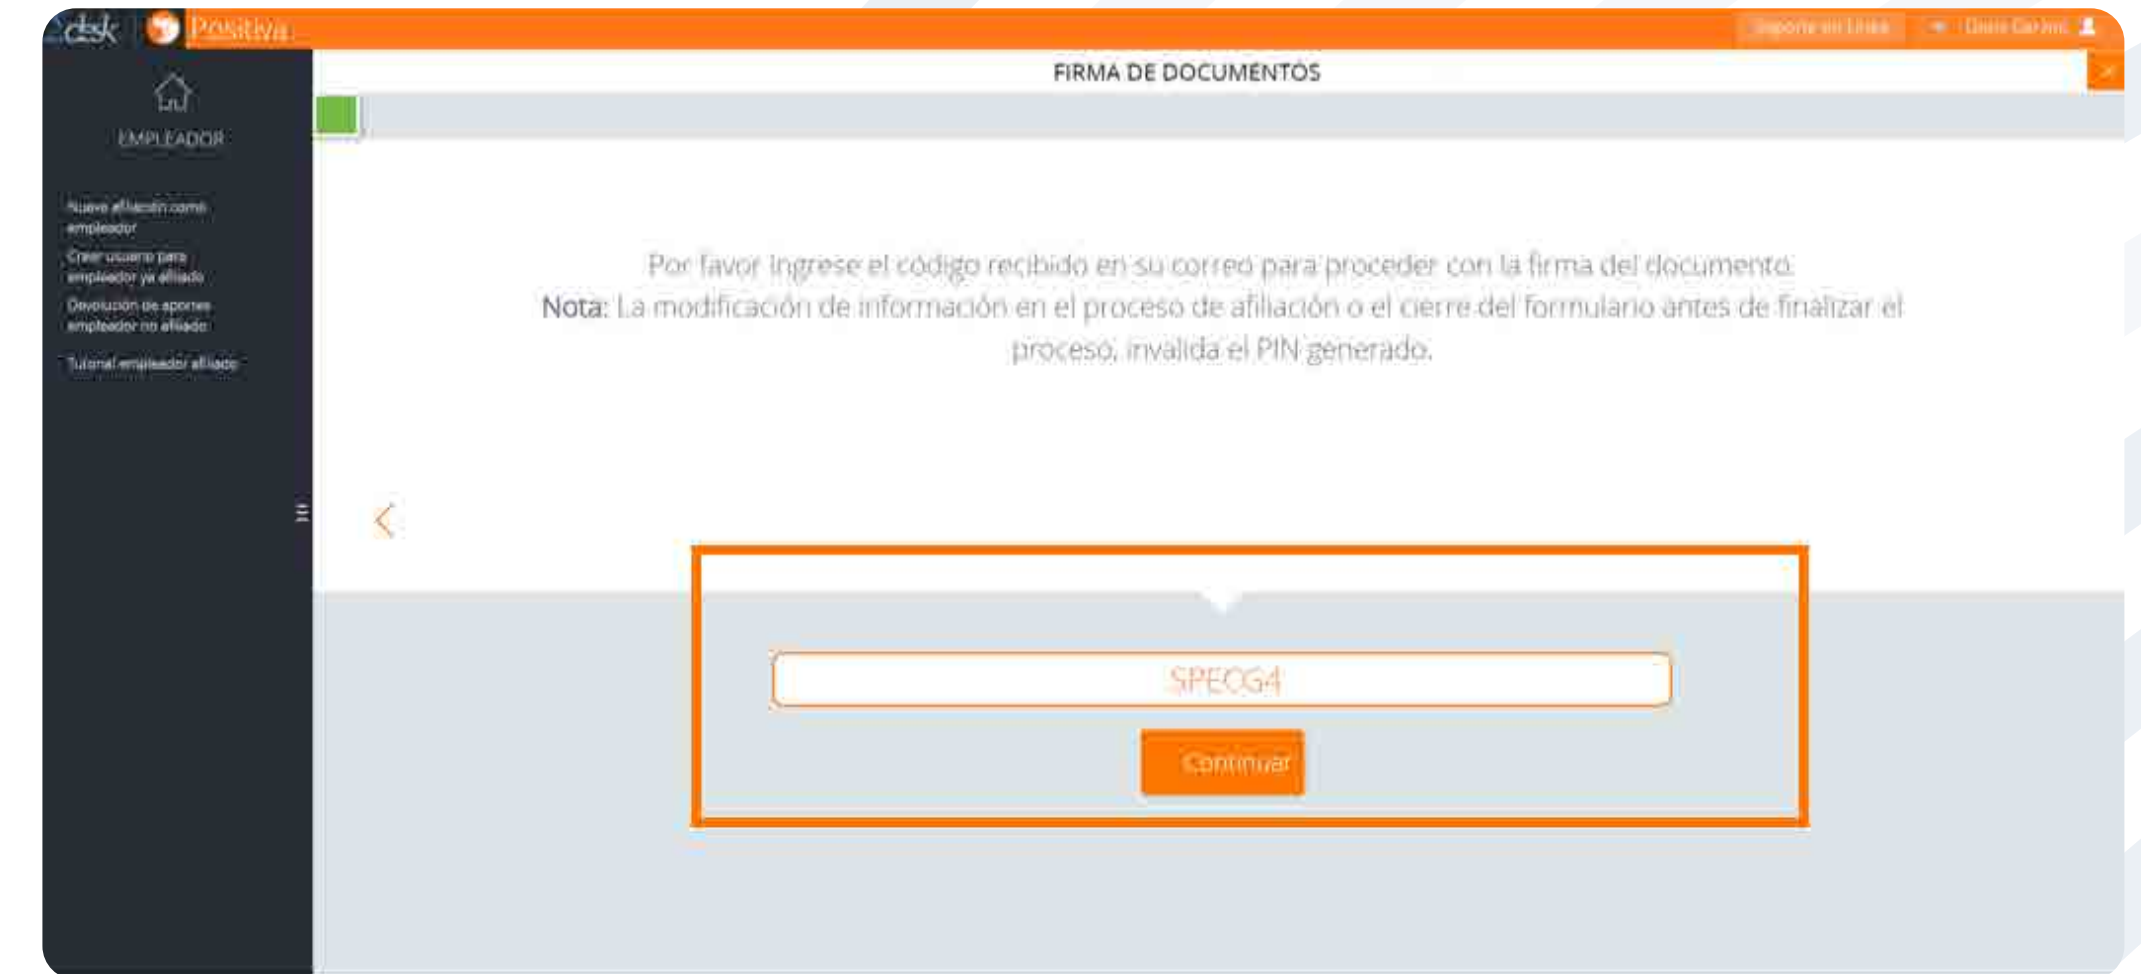 desk Positiva
Soporte en Línea
FIRMA DE DOCUMENTOS
EMPLEADOR
Nueva afiliación como
empleador
Crear usuario para
empleador ya afiliado
Devolución de aportes
empleador no afiliado
Tutorial empleador afiliado
Por favor ingrese el código recibido en su correo para proceder con la firma del documento.
Nota: La modificación de información en el proceso de afiliación o el cierre del formulario antes de finalizar el
proceso, invalida el PIN generado.
SPECG4
Continuar